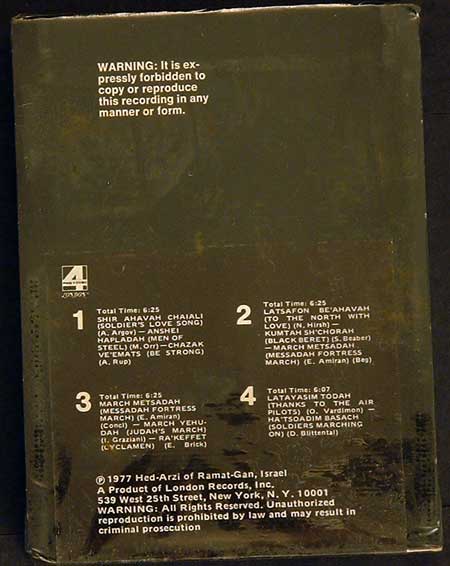 WARNING: It is ex-
pressly forbidden to
copy or reproduce
this recording in any
manner or form.
4
1
Total Time: 6:25
SHIR AHAVAH CHAIALI
(SOLDIER'S LOVE SONG)
(A. Argov) — ANSHEI
HAPLADAH (MEN OF
STEEL) (M. Orr) — CHAZAK
VE'EMATS (BE STRONG)
(A. Rup)
2
Total Time: 6:25
LATSAFON BE'AHAVAH
(TO THE NORTH WITH
LOVE) (N. Hirsh) —
KUMTAH SH'CHORAH
(BLACK BERET) (S. Beaber)
— MARCH METSADAH
(MESSADAH FORTRESS
MARCH) (E. Amiran) (Beg)
3
Total Time: 6:25
MARCH METSADAH
(MESSADAH FORTRESS
MARCH) (E. Amiran)
(Concl) — MARCH YEHU-
DAH (JUDAH'S MARCH)
(I. Graziani) — RA'KEFFET
(CYCLAMEN) (E. Brick)
4
Total Time: 6:07
LATAYASIM TODAH
(THANKS TO THE AIR
PILOTS) (O. Vardimon) —
HA'TSOADIM BASACH
(SOLDIERS MARCHING
ON) (D. Blittental)
℗ 1977 Hed-Arzi of Ramat-Gan, Israel
A Product of London Records, Inc.
539 West 25th Street, New York, N. Y. 10001
WARNING: All Rights Reserved. Unauthorized
reproduction is prohibited by law and may result in
criminal prosecution